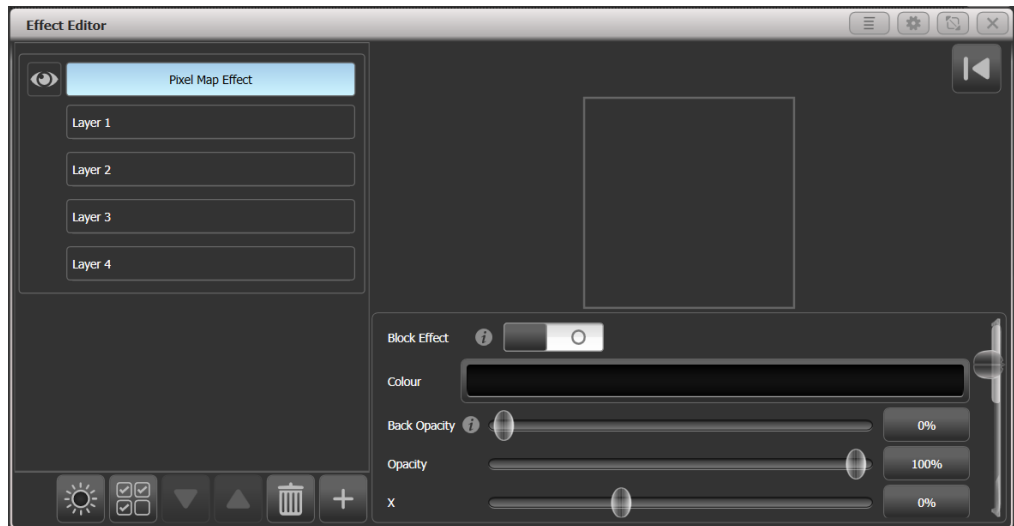 Effect Editor
Pixel Map Effect
Layer 1
Layer 2
Layer 3
Layer 4
Block Effect
Colour
Back Opacity 0%
Opacity 100%
X 0%